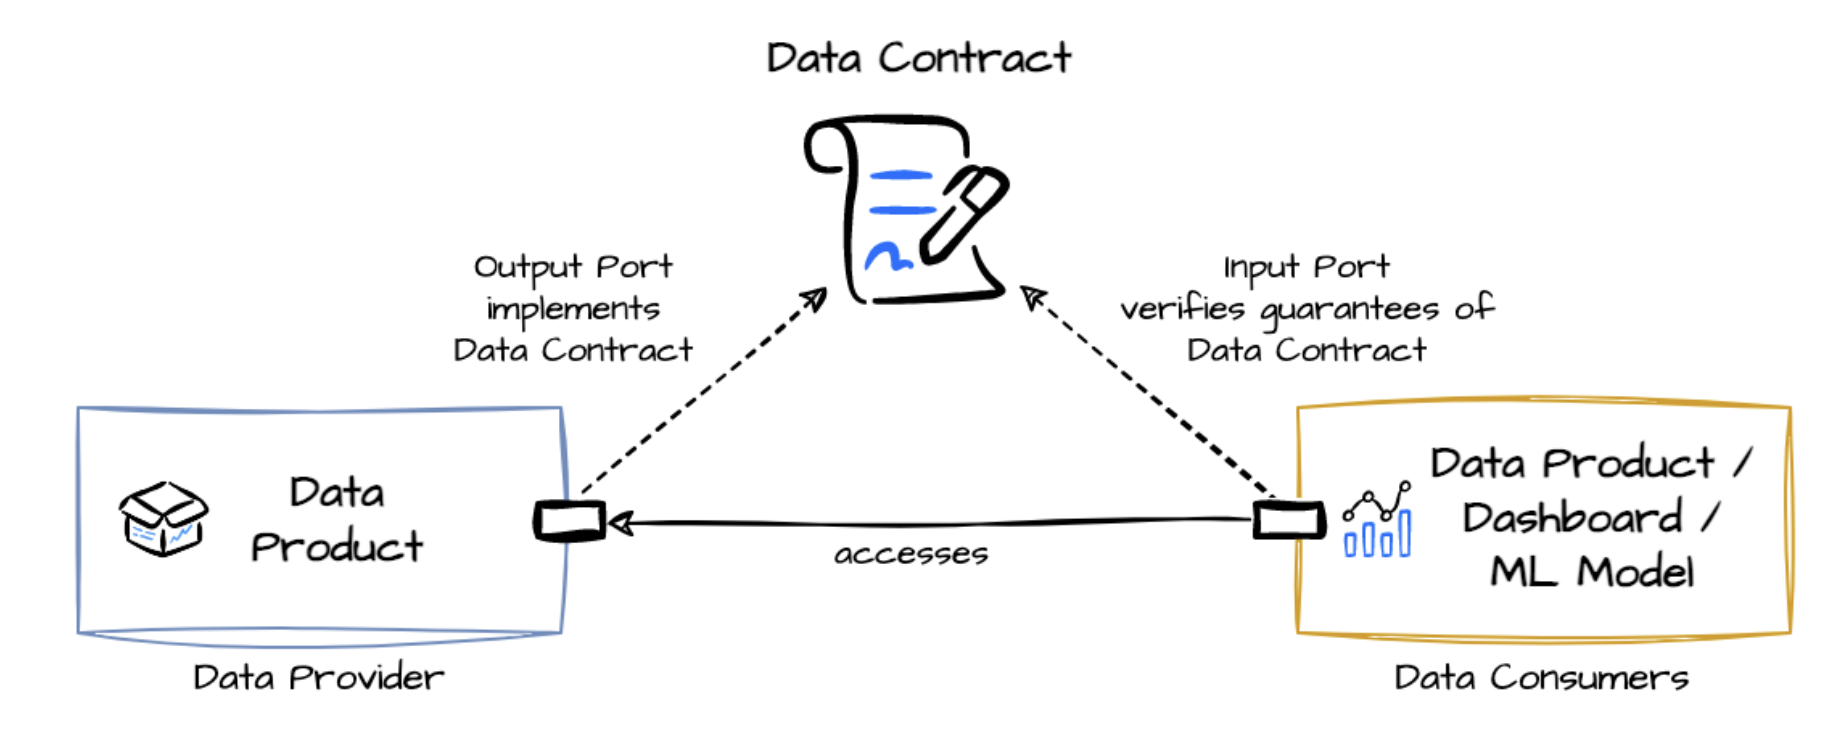 Data Contract
Output Port
implements
Data Contract
Input Port
verifies guarantees of
Data Contract
Data
Product
accesses
Data Product /
Dashboard /
ML Model
Data Provider
Data Consumers